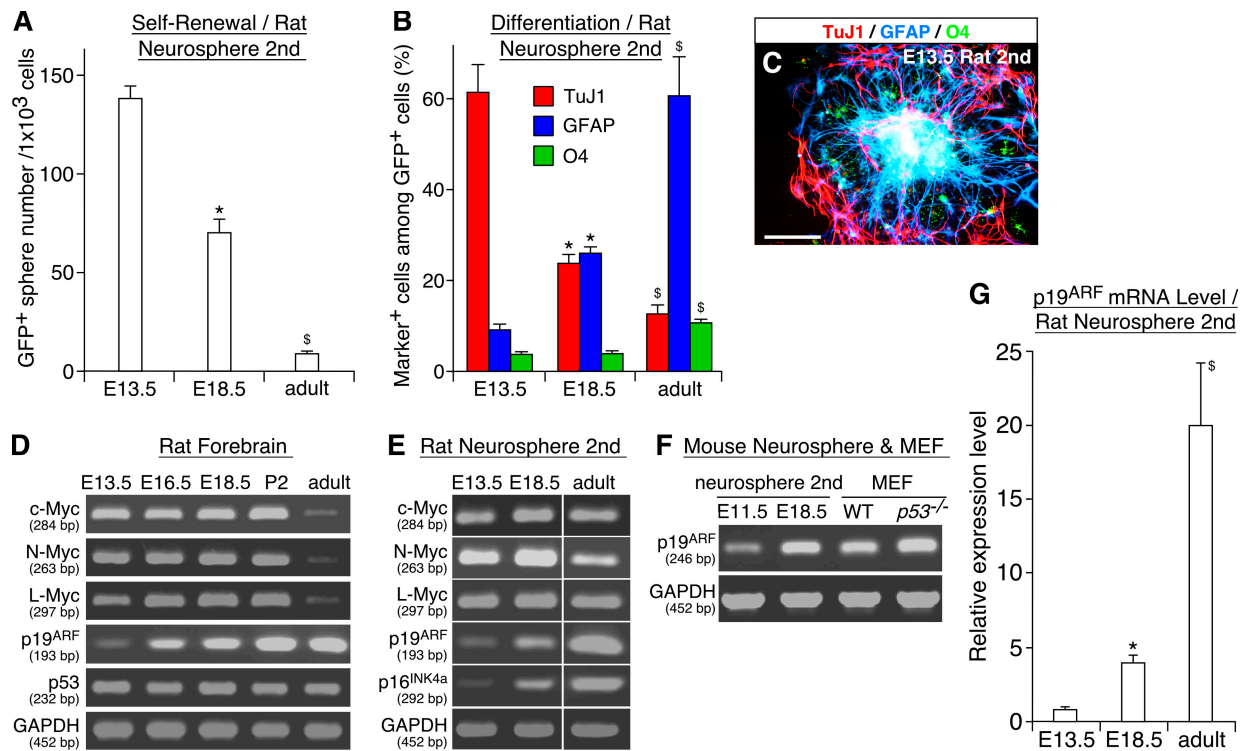 A
Self-Renewal / Rat
Neurosphere 2nd
GFP+ sphere number /1x10³ cells
150
100
50
0
*
$
E13.5 E18.5 adult
B
Differentiation / Rat
Neurosphere 2nd
Marker+ cells among GFP+ cells (%)
60
40
20
0
TuJ1
GFAP
O4
* *
$
$
$
E13.5 E18.5 adult
TuJ1 / GFAP / O4
C
E13.5 Rat 2nd
D
Rat Forebrain
E13.5 E16.5 E18.5 P2 adult
c-Myc
(284 bp)
N-Myc
(263 bp)
L-Myc
(297 bp)
p19ARF
(193 bp)
p53
(232 bp)
GAPDH
(452 bp)
E
Rat Neurosphere 2nd
E13.5 E18.5 adult
c-Myc
(284 bp)
N-Myc
(263 bp)
L-Myc
(297 bp)
p19ARF
(193 bp)
p16INK4a
(292 bp)
GAPDH
(452 bp)
F
Mouse Neurosphere & MEF
neurosphere 2nd MEF
E11.5 E18.5 WT p53-/-
p19ARF
(246 bp)
GAPDH
(452 bp)
G
p19ARF mRNA Level /
Rat Neurosphere 2nd
Relative expression level
25
20
15
10
5
0
*
$
E13.5 E18.5 adult